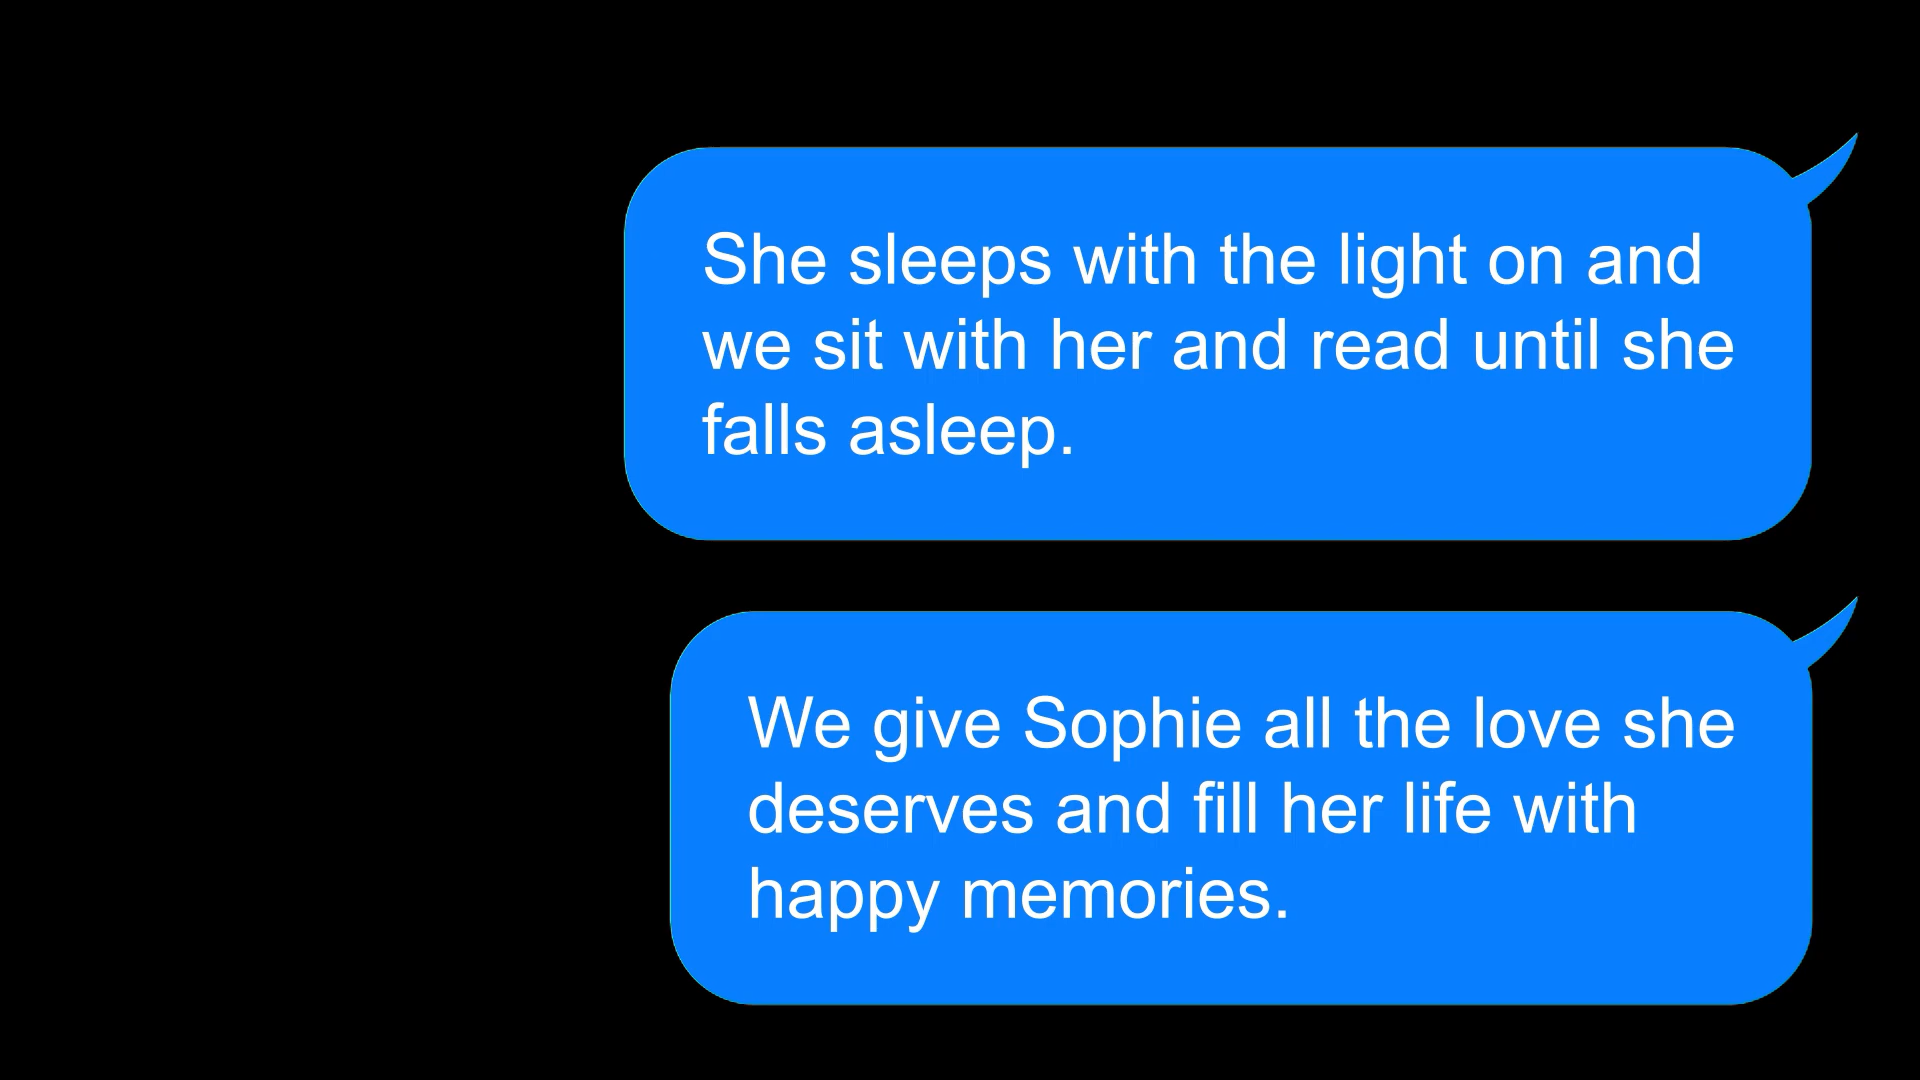 She sleeps with the light on and
we sit with her and read until she
falls asleep.
We give Sophie all the love she
deserves and fill her life with
happy memories.